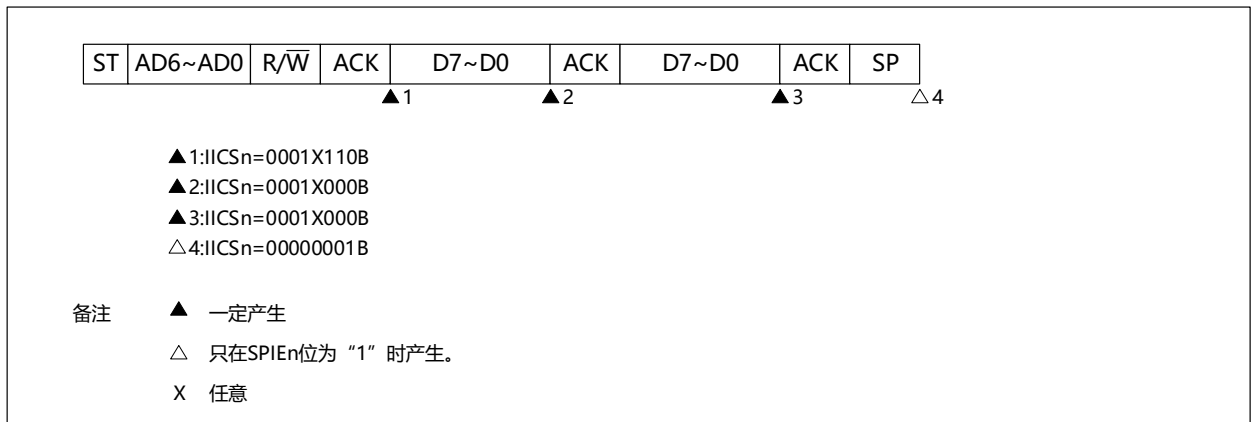 ST AD6~AD0 R/W̅ ACK D7~D0 ACK D7~D0 ACK SP
▲1 ▲2 ▲3 △4
▲1:IICSn=0001X110B
▲2:IICSn=0001X000B
▲3:IICSn=0001X000B
△4:IICSn=00000001B
备注 ▲ 一定产生
△ 只在SPIEn位为“1”时产生。
X 任意